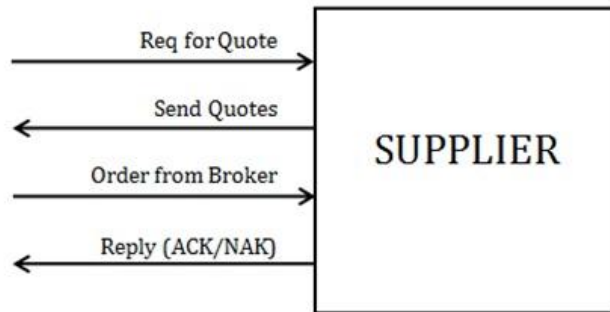 Req for Quote
Send Quotes
SUPPLIER
Order from Broker
Reply (ACK/NAK)